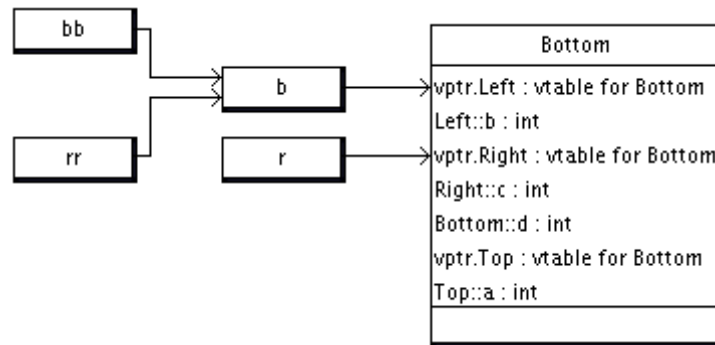 bb
Bottom
b
vptr.Left : vtable for Bottom
Left::b : int
rr
r
vptr.Right : vtable for Bottom
Right::c : int
Bottom::d : int
vptr.Top : vtable for Bottom
Top::a : int